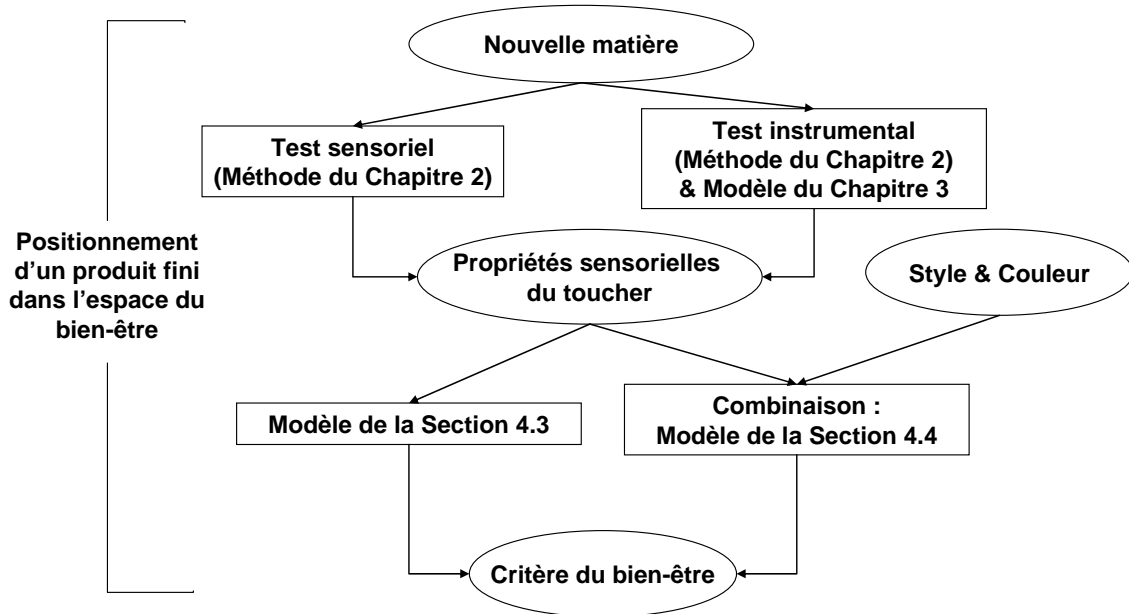 Nouvelle matière
Test sensoriel
(Méthode du Chapitre 2)
Test instrumental
(Méthode du Chapitre 2)
& Modèle du Chapitre 3
Positionnement
d’un produit fini
dans l’espace du
bien-être
Propriétés sensorielles
du toucher
Style & Couleur
Modèle de la Section 4.3
Combinaison :
Modèle de la Section 4.4
Critère du bien-être